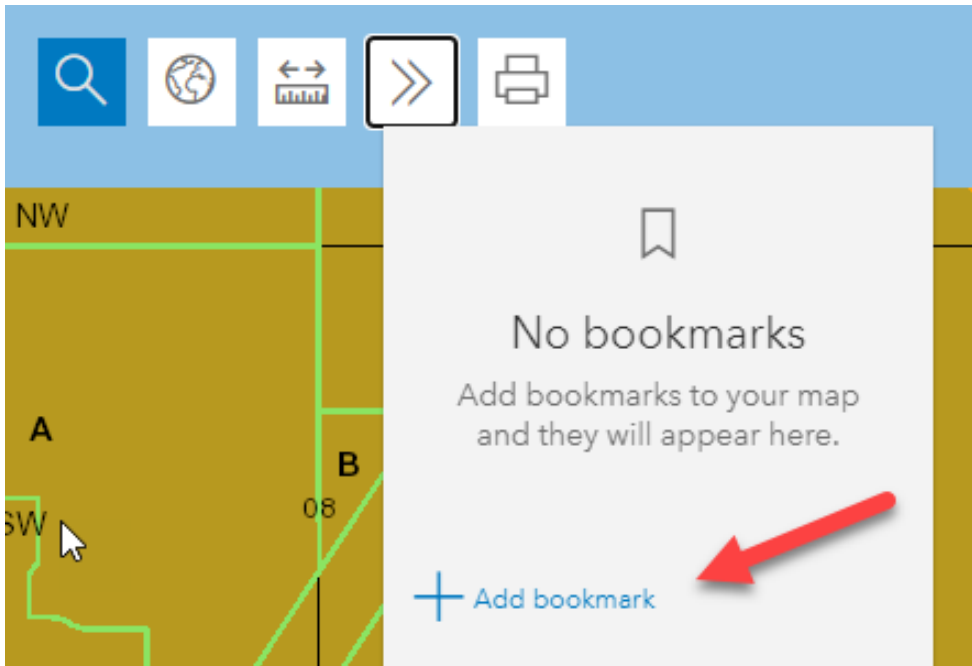 NW
No bookmarks
Add bookmarks to your map
and they will appear here.
A
B
08
SW
Add bookmark